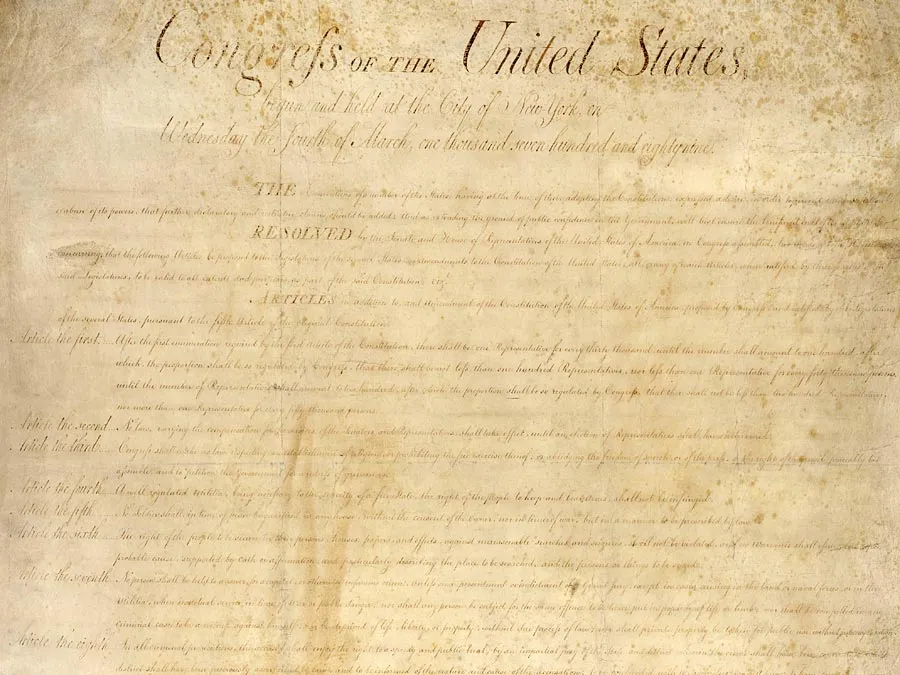 Congress OF THE United States,
begun and held at the City of New York, on
Wednesday the Fourth of March, one thousand seven hundred and eighty nine.
THE Conventions of a number of the States, having at the time of their adopting the Constitution, expressed a desire, in order to prevent
or abuse of its powers, that further declaratory and restrictive clauses should be added: And as extending the ground of public confidence in the Government, will best ensure the
RESOLVED by the Senate and House of Representatives of the United States of America, in Congress assembled, two thirds of
concurring, that the following Articles be proposed to the Legislatures of the several States, as amendments to the Constitution of the United States, all, or any of which Articles, when ratified by three fourths of the
said Legislatures, to be valid to all intents and purposes, as part of the said Constitution; viz.
ARTICLES in addition to, and amendment of the Constitution of the United States of America, proposed by Congress, and ratified by the Legislatures
of the several States, pursuant to the fifth Article of the original Constitution.
Article the first.... After the first enumeration required by the first Article of the Constitution, there shall be one Representative for every thirty thousand, until the number shall amount to one hundred, after
which, the proportion shall be so regulated by Congress, that there shall be not less than one hundred Representatives, nor less than one Representative for every forty thousand persons,
until the number of Representatives shall amount to two hundred, after which the proportion shall be so regulated by Congress, that there shall not be less than two hundred Representatives,
nor more than one Representative for every fifty thousand persons.
Article the second... No law, varying the compensation for the services of the Senators and Representatives, shall take effect, until an election of Representatives shall have intervened.
Article the third.... Congress shall make no law respecting an establishment of religion, or prohibiting the free exercise thereof; or abridging the freedom of speech, or of the press; or the right of the people peaceably to
assemble, and to petition the Government for a redress of grievances.
Article the fourth.... A well regulated Militia, being necessary to the security of a free State, the right of the people to keep and bear Arms, shall not be infringed.
Article the fifth.... No Soldier shall, in time of peace be quartered in any house, without the consent of the Owner, nor in time of war, but in a manner to be prescribed by law.
Article the sixth.... The right of the people to be secure in their persons, houses, papers, and effects, against unreasonable searches and seizures, shall not be violated, and no Warrants shall issue, but upon
probable cause, supported by Oath or affirmation, and particularly describing the place to be searched, and the persons or things to be seized.
Article the seventh... No person shall be held to answer for a capital, or otherwise infamous crime, unless on a presentment or indictment of a Grand Jury, except in cases arising in the land or naval forces, or in the
Militia, when in actual service in time of War or public danger; nor shall any person be subject for the same offence to be twice put in jeopardy of life or limb, nor shall be compelled in any
criminal case to be a witness against himself, nor be deprived of life, liberty, or property, without due process of law; nor shall private property be taken for public use, without
Article the eighth.. In all criminal prosecutions, the accused shall enjoy the right to a speedy and public trial, by an impartial jury of the State and district wherein the crime shall have been committed,
district shall have been previously ascertained by law, and to be informed of the nature and cause of the accusation;